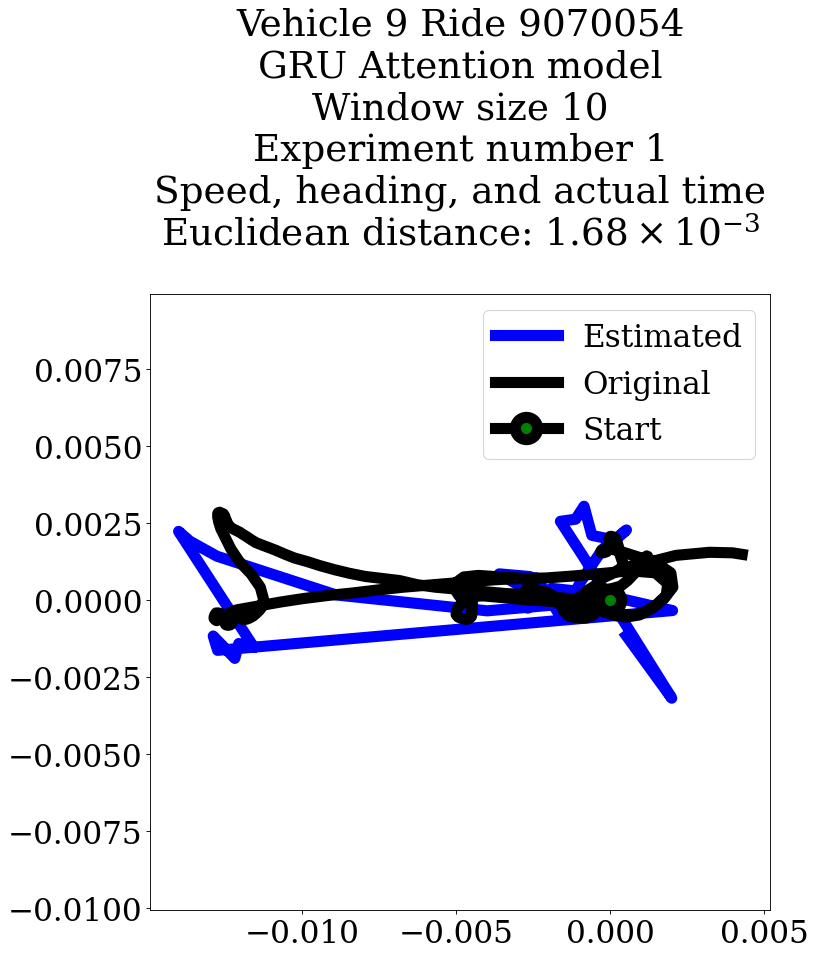 Vehicle 9 Ride 9070054
GRU Attention model
Window size 10
Experiment number 1
Speed, heading, and actual time
Euclidean distance: 1.68 × 10⁻³
Estimated
Original
Start
0.0075
0.0050
0.0025
0.0000
−0.0025
−0.0050
−0.0075
−0.0100
−0.010 −0.005 0.000 0.005